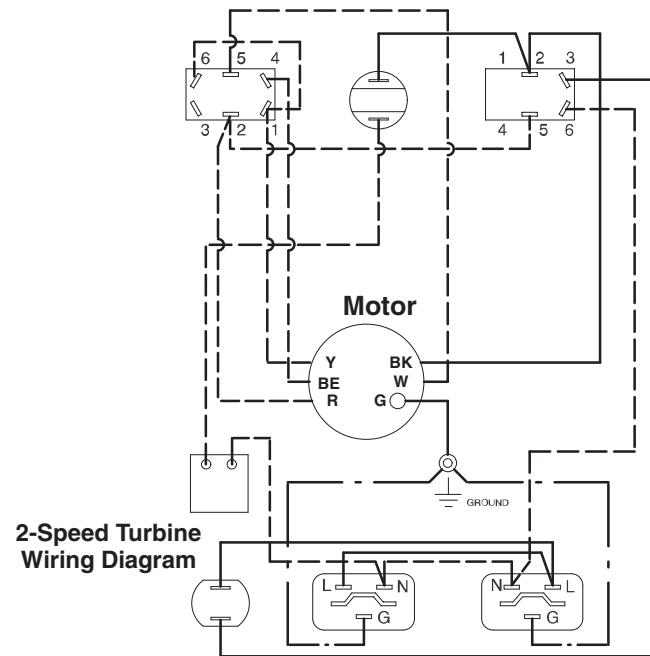 6 5 4
1 2 3
3 2 1
4 5 6
Motor
Y BK
BE W
R G
GROUND
2-Speed Turbine
Wiring Diagram
L N N L
G G